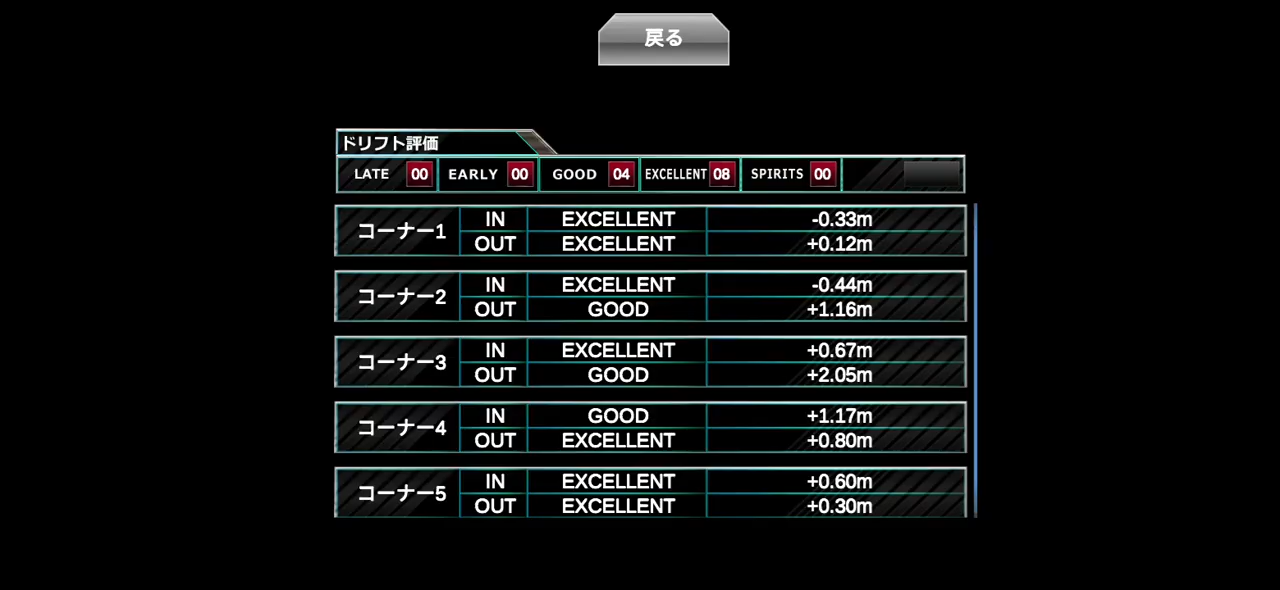 戻る
ドリフト評価
LATE 00 EARLY 00 GOOD 04 EXCELLENT 08 SPIRITS 00
コーナー1 IN EXCELLENT -0.33m
OUT EXCELLENT +0.12m
コーナー2 IN EXCELLENT -0.44m
OUT GOOD +1.16m
コーナー3 IN EXCELLENT +0.67m
OUT GOOD +2.05m
コーナー4 IN GOOD +1.17m
OUT EXCELLENT +0.80m
コーナー5 IN EXCELLENT +0.60m
OUT EXCELLENT +0.30m